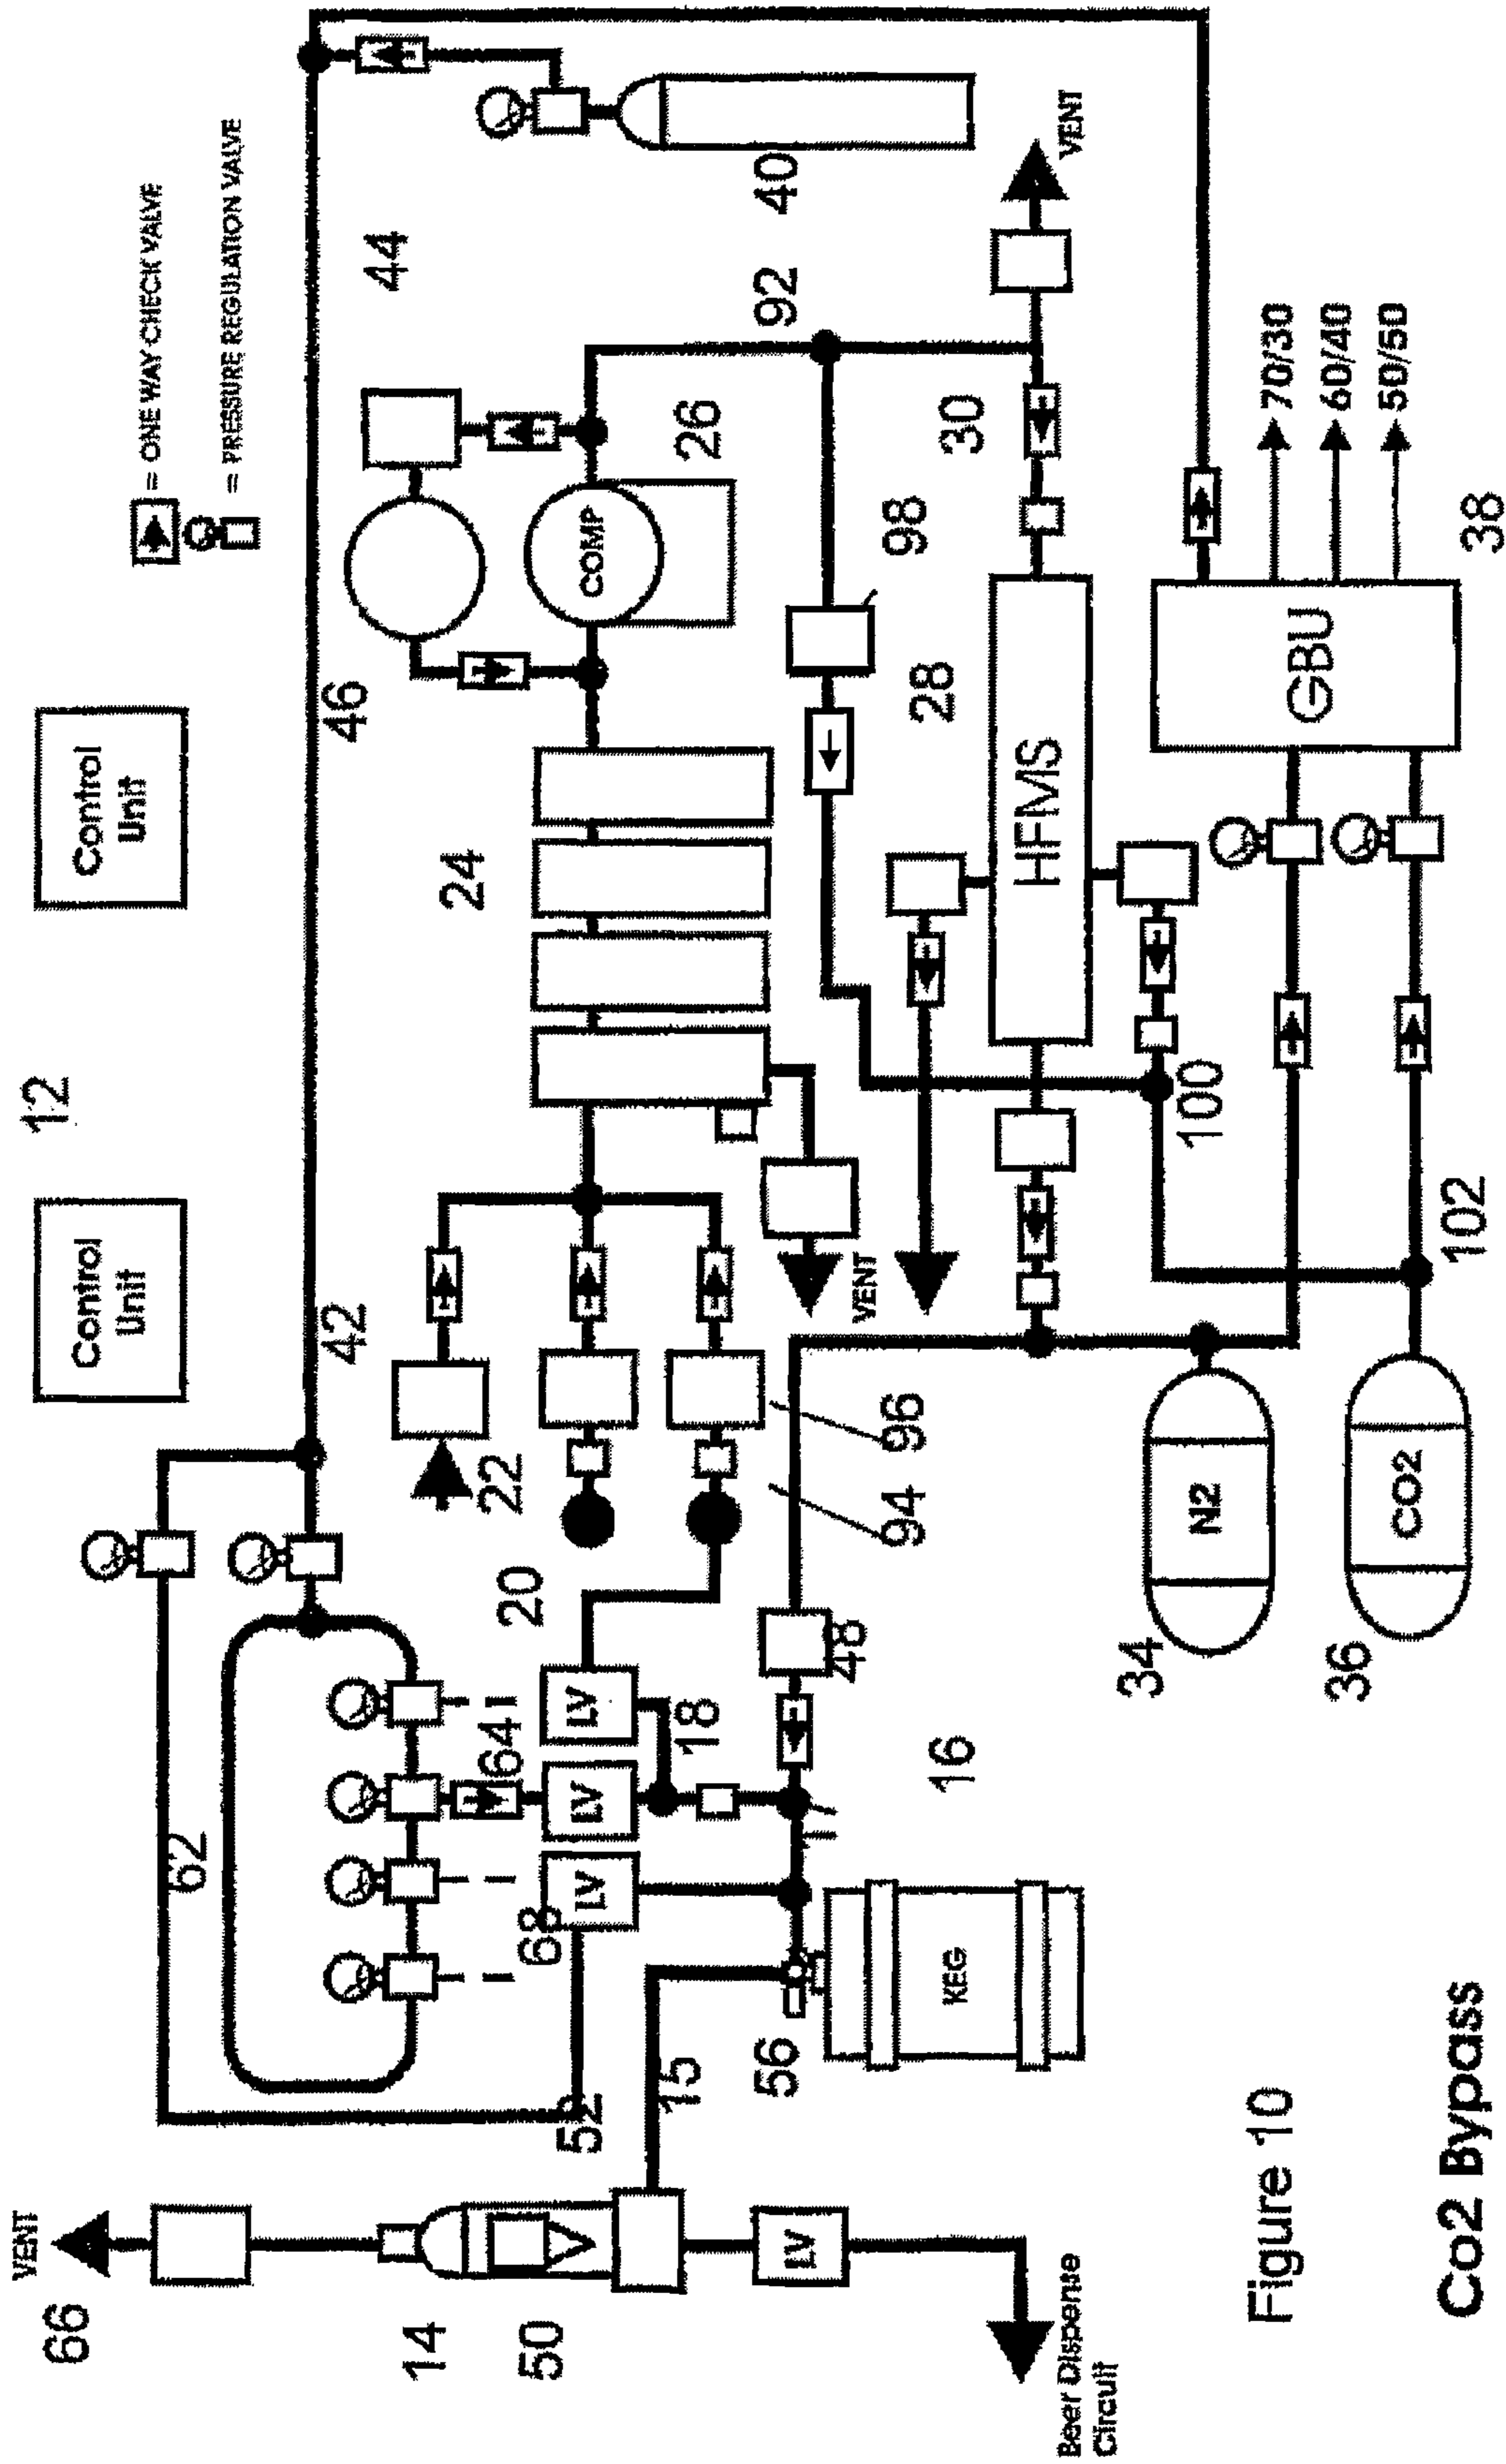 VENT
66
12
Control
Unit
Control
Unit
= ONE WAY CHECK VALVE
= PRESSURE REGULATION VALVE
62
42
46
44
14
24
64
22
20
50
68
52
LV
LV
LV
COMP
15
18
26
56
92
40
LV
48
VENT
94
96
98
28
16
KEG
30
HFMS
VENT
Beer Dispense
Circuit
34
100
N2
70/30
Figure 10
GBU
60/40
36
50/50
CO2
Co2 Bypass
102
38